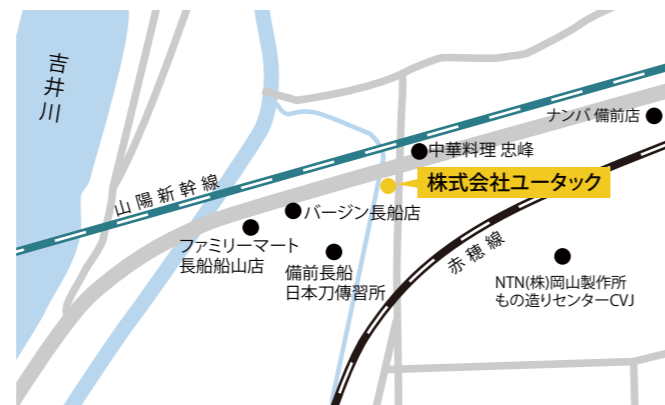 吉井川
ナンバ 備前店
中華料理 忠峰
株式会社ユータック
山陽新幹線
バージン長船店
ファミリーマート
長船船山店
備前長船
日本刀傳習所
赤穂線
NTN(株)岡山製作所
もの造りセンターCVJ